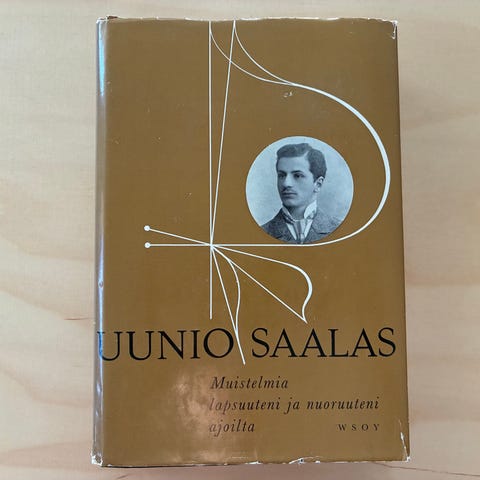 UUNIO SAALAS
Muistelmia
lapsuuteni ja nuoruuteni
ajoilta
WSOY